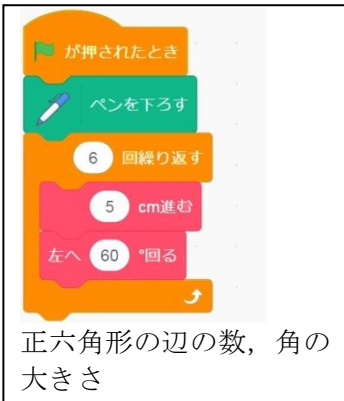 が押されたとき
ペンを下ろす
6 回繰り返す
5 cm進む
左へ 60 °回る
正六角形の辺の数，角の
大きさ